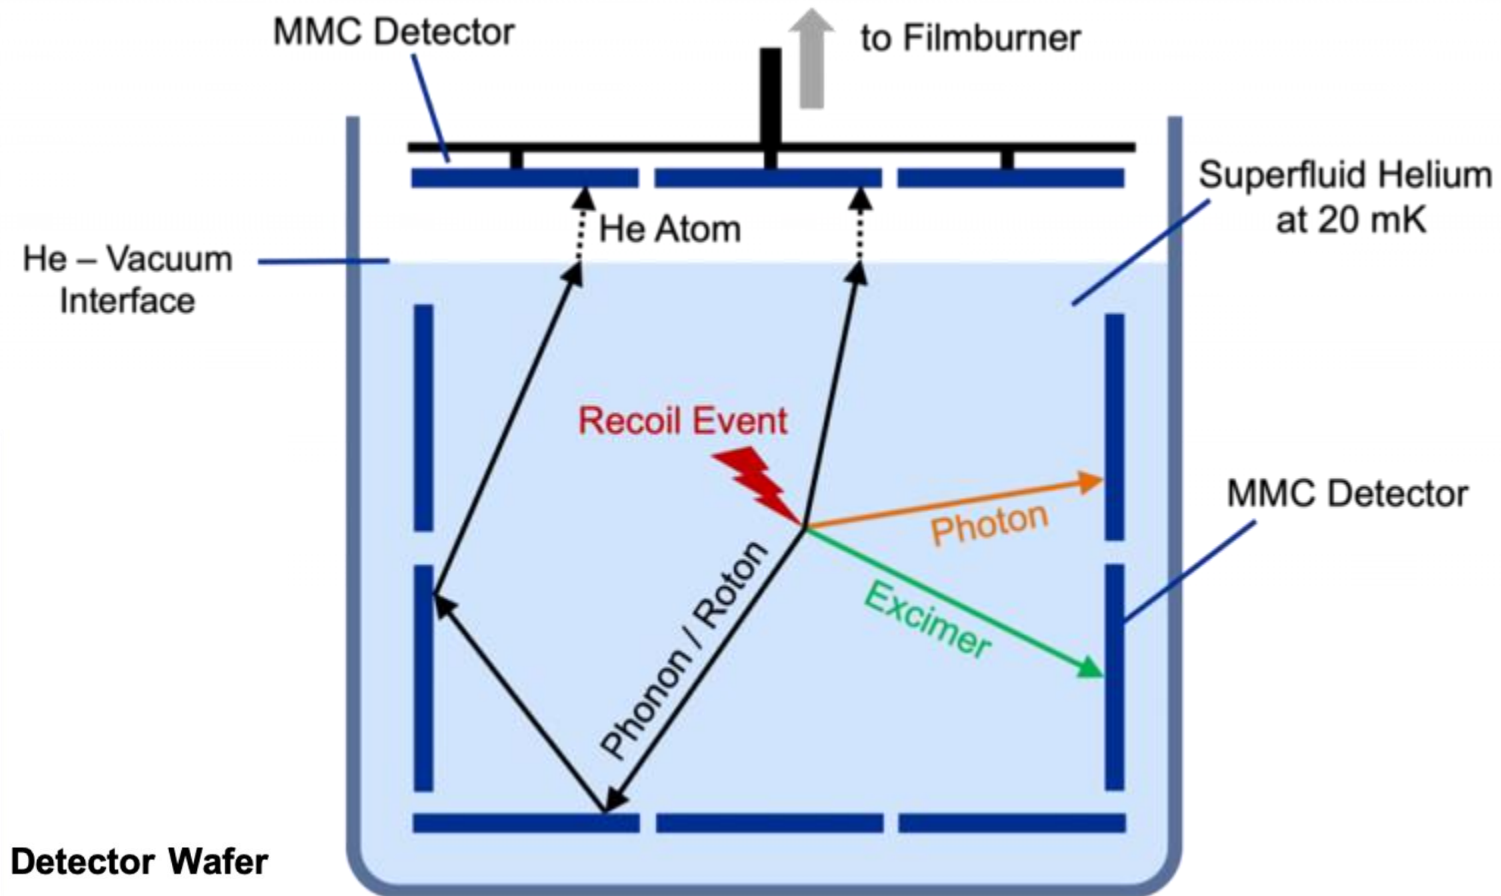 MMC Detector
to Filmburner
Superfluid Helium
at 20 mK
He Atom
He – Vacuum
Interface
Recoil Event
MMC Detector
Photon
Excimer
Phonon / Roton
Detector Wafer